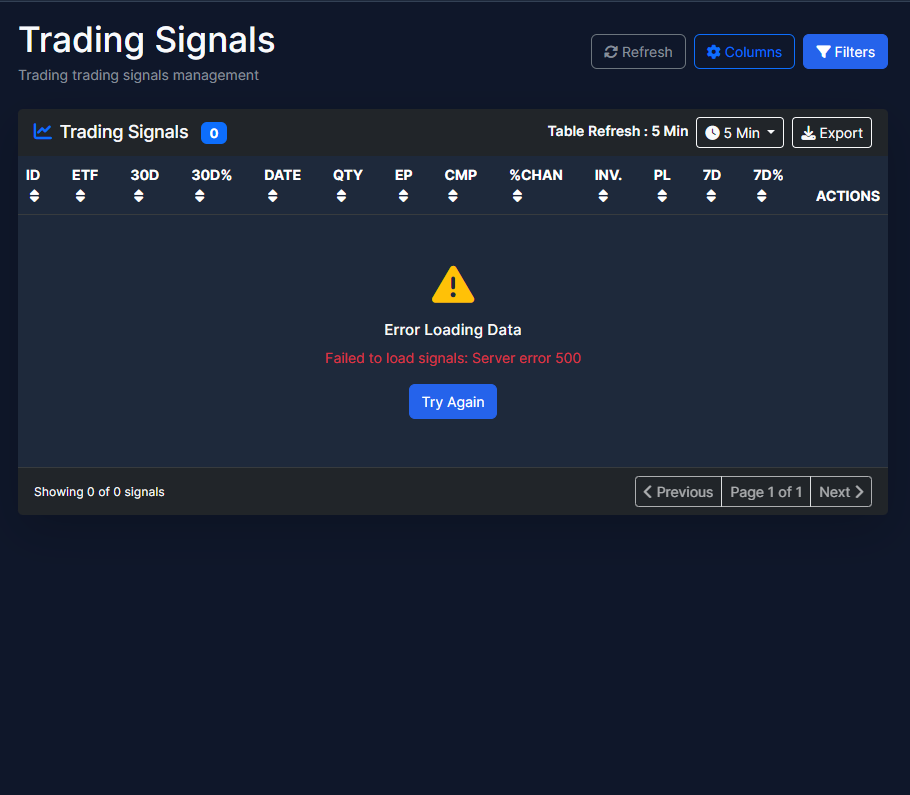 Trading Signals
Trading trading signals management
Refresh
Columns
Filters
Trading Signals 0
Table Refresh : 5 Min
5 Min
Export
ID ETF 30D 30D% DATE QTY EP CMP %CHAN INV. PL 7D 7D% ACTIONS
Error Loading Data
Failed to load signals: Server error 500
Try Again
Showing 0 of 0 signals
Previous Page 1 of 1 Next